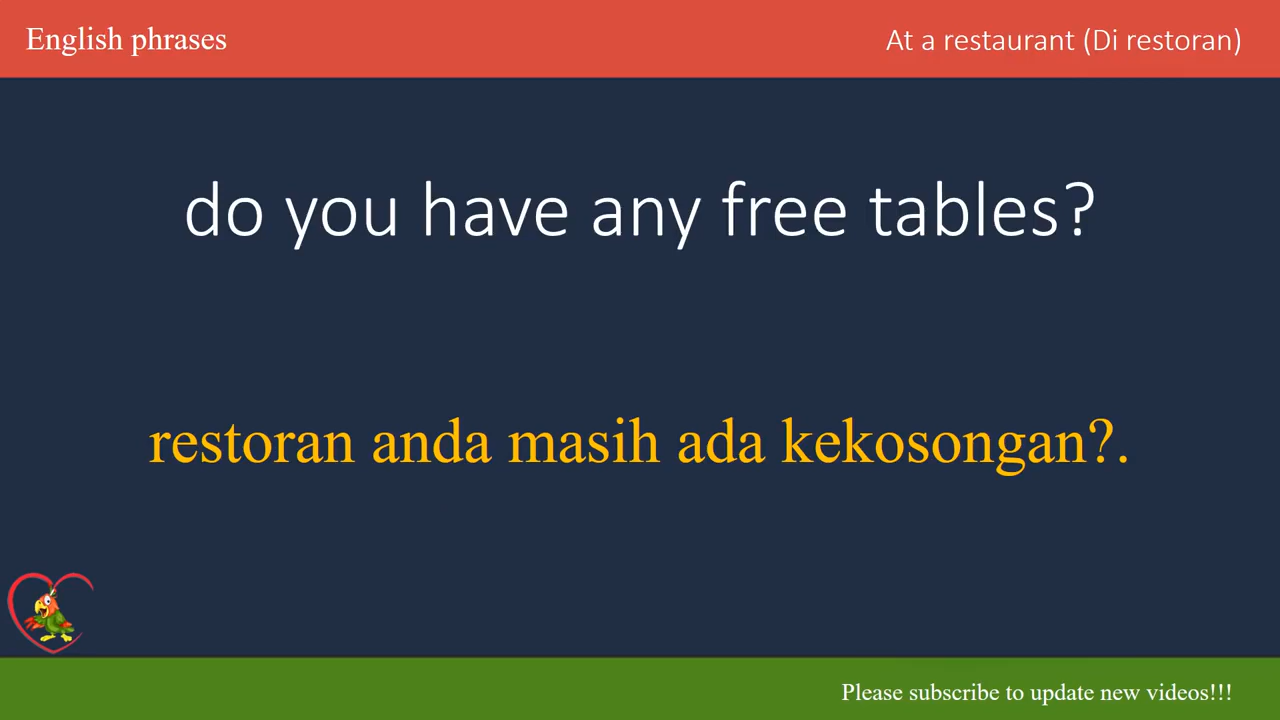 English phrases
At a restaurant (Di restoran)
do you have any free tables?
restoran anda masih ada kekosongan?.
Please subscribe to update new videos!!!